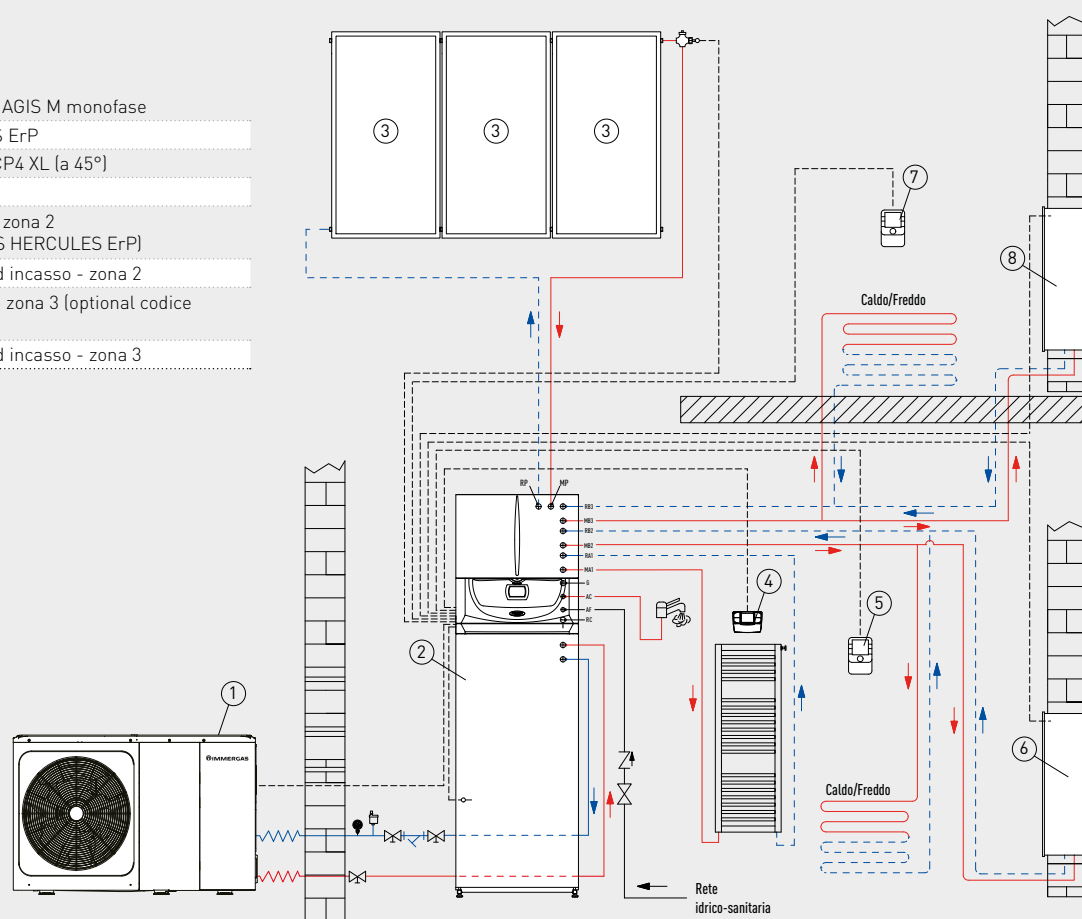 AGIS M monofase
S ErP
CP4 XL (a 45°)
zona 2
S HERCULES ErP)
d incasso - zona 2
zona 3 (optional codice
d incasso - zona 3
3
3
3
7
8
Caldo/Freddo
RP
MP
RB3
MB3
RB2
MB2
RA1
MA1
G
AC
AF
RC
4
5
2
1
IMMERGAS
6
Caldo/Freddo
Rete
idrico-sanitaria